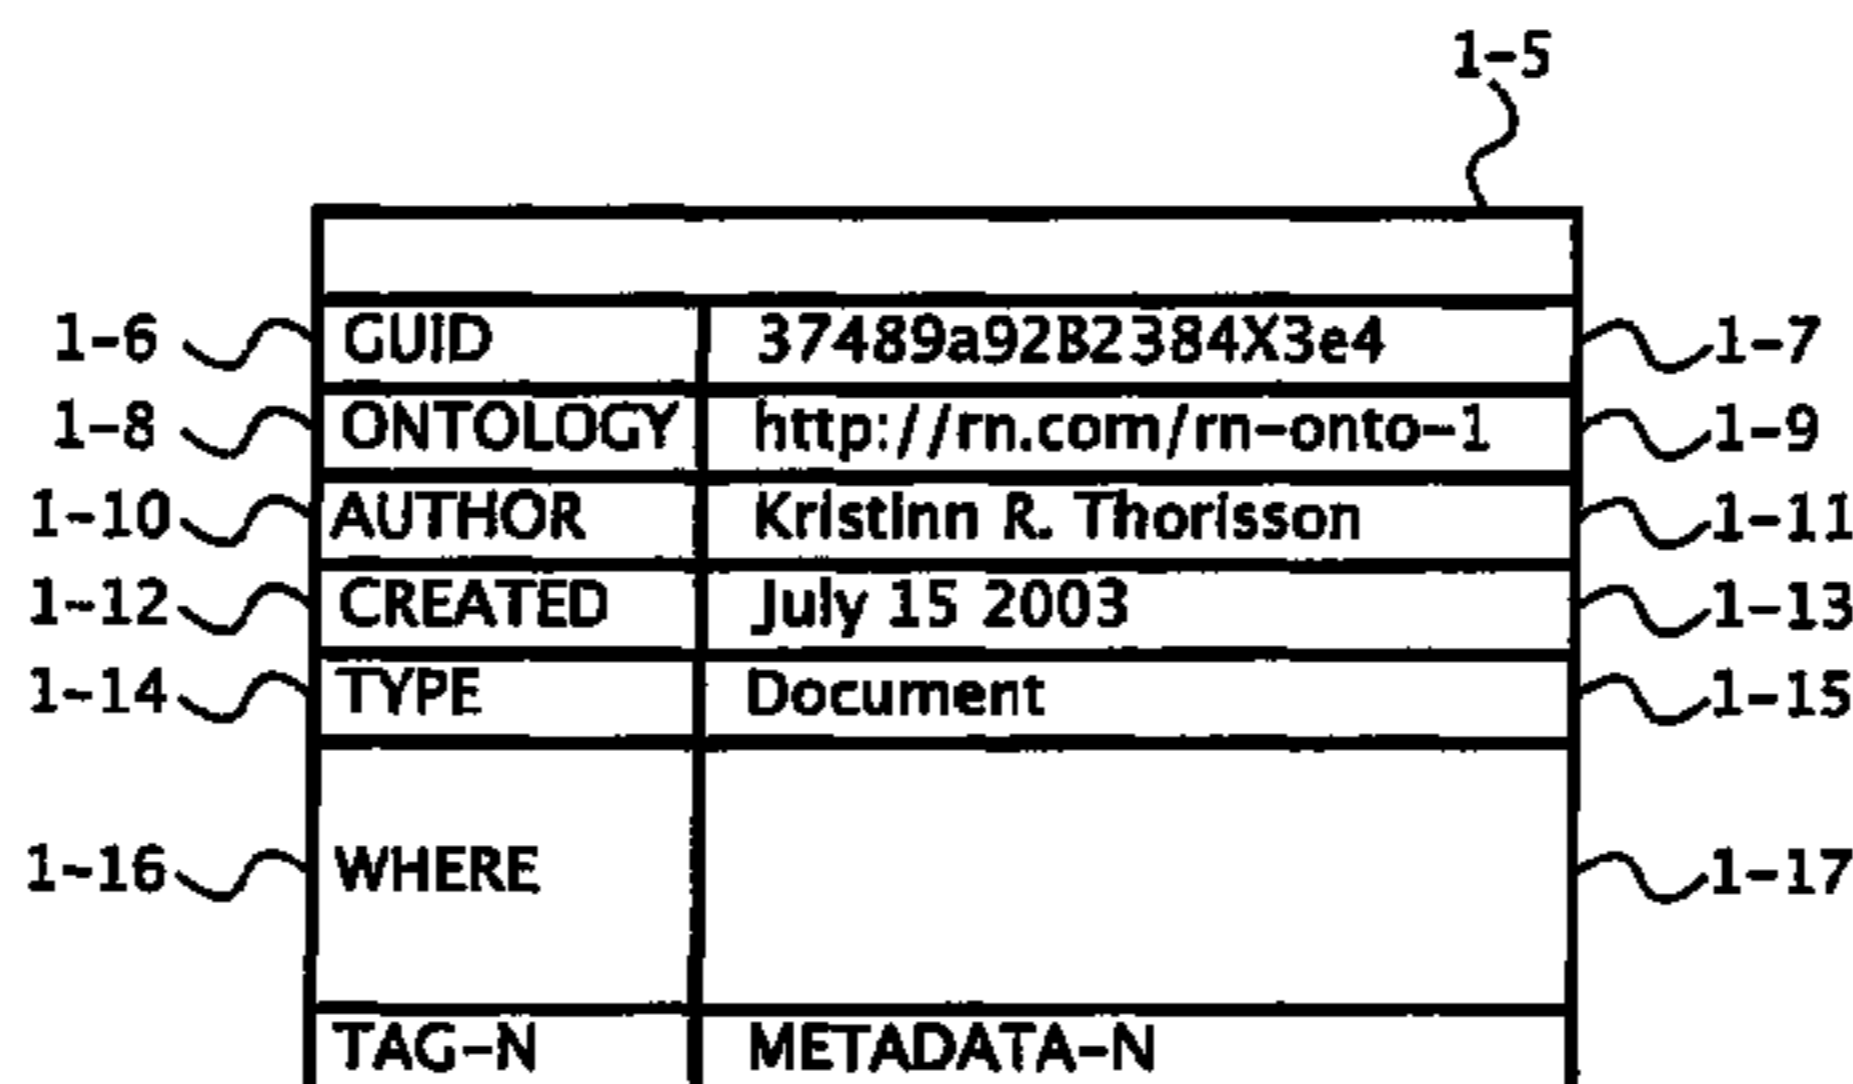 1-5
1-6 GUID 37489a92B2384X3e4 1-7
1-8 ONTOLOGY http://rn.com/rn-onto-1 1-9
1-10 AUTHOR Kristinn R. Thorisson 1-11
1-12 CREATED July 15 2003 1-13
1-14 TYPE Document 1-15
1-16 WHERE 1-17
TAG-N METADATA-N